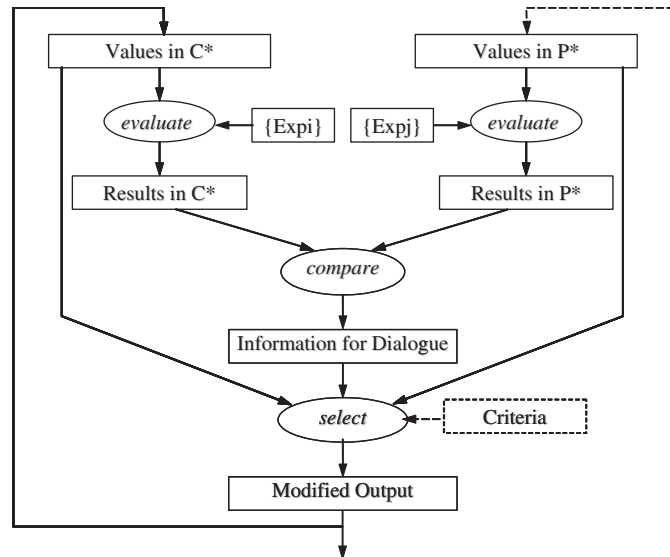 Values in C*
Values in P*
evaluate
{Expi}
{Expj}
evaluate
Results in C*
Results in P*
compare
Information for Dialogue
select
Criteria
Modified Output